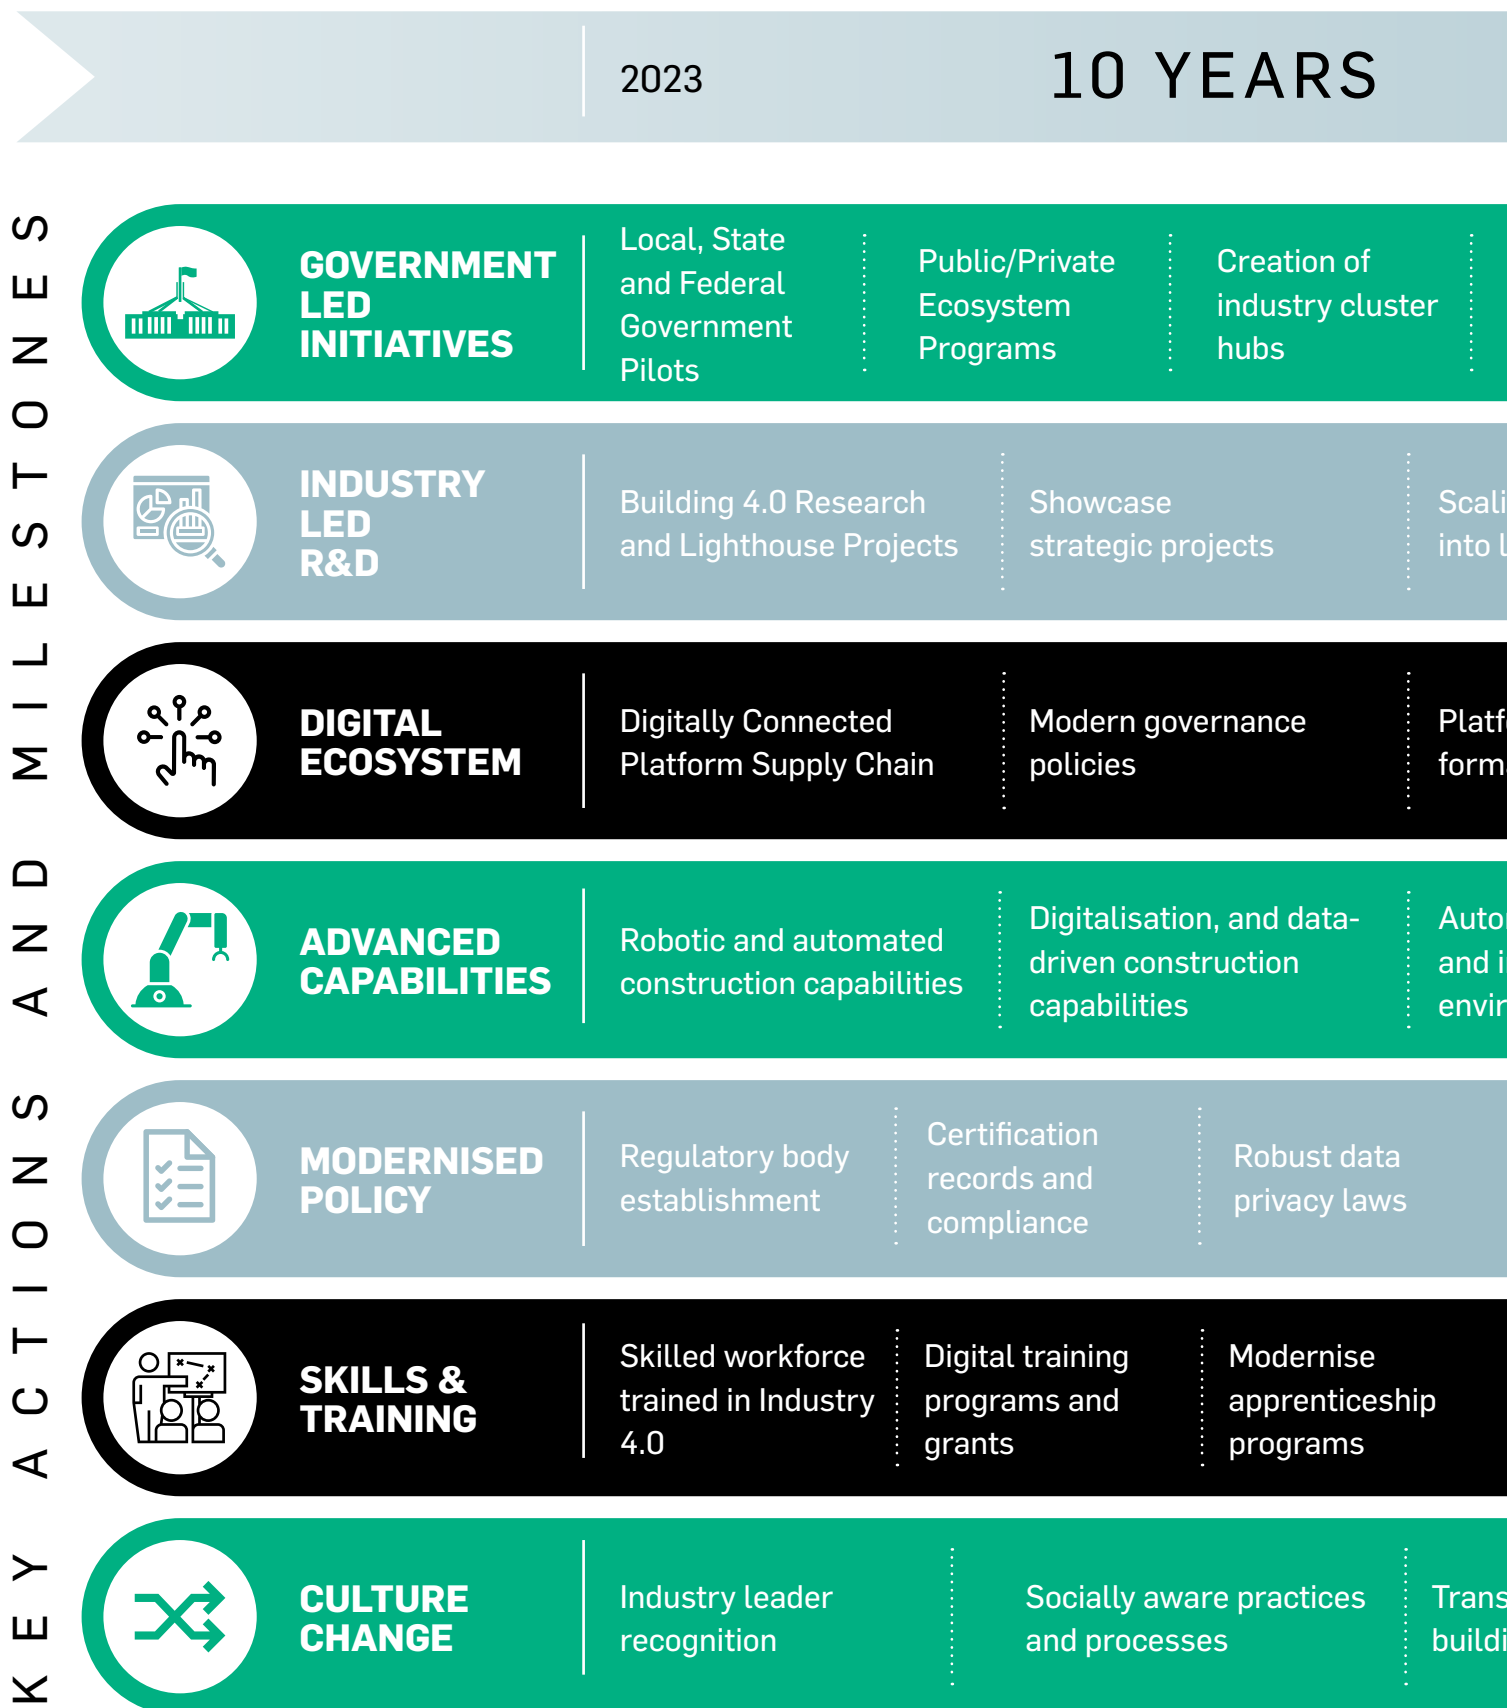 2023
10 YEARS
KEY ACTIONS AND MILESTONES
GOVERNMENT
LED
INITIATIVES
Local, State
and Federal
Government
Pilots
Public/Private
Ecosystem
Programs
Creation of
industry cluster
hubs
INDUSTRY
LED
R&D
Building 4.0 Research
and Lighthouse Projects
Showcase
strategic projects
into
DIGITAL
ECOSYSTEM
Digitally Connected
Platform Supply Chain
Modern governance
policies
ADVANCED
CAPABILITIES
Robotic and automated
construction capabilities
Digitalisation, and data-
driven construction
capabilities
and
MODERNISED
POLICY
Regulatory body
establishment
Certification
records and
compliance
Robust data
privacy laws
SKILLS &
TRAINING
Skilled workforce
trained in Industry
4.0
Digital training
programs and
grants
Modernise
apprenticeship
programs
CULTURE
CHANGE
Industry leader
recognition
Socially aware practices
and processes